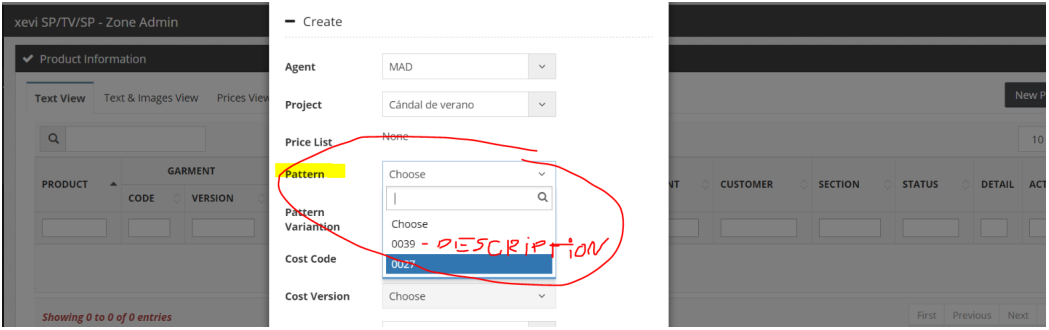 xevi SP/TV/SP - Zone Admin
Create
Product Information
Agent MAD
Text View Text & Images View Prices View
New P
Project Cándal de verano
Price List None
10
Pattern Choose
GARMENT
PRODUCT CODE VERSION
NT CUSTOMER SECTION STATUS DETAIL ACT
Pattern
Variantion
Choose
0039 - DESCRIPTION
0027
Cost Code
Cost Version Choose
Showing 0 to 0 of 0 entries
First Previous Next